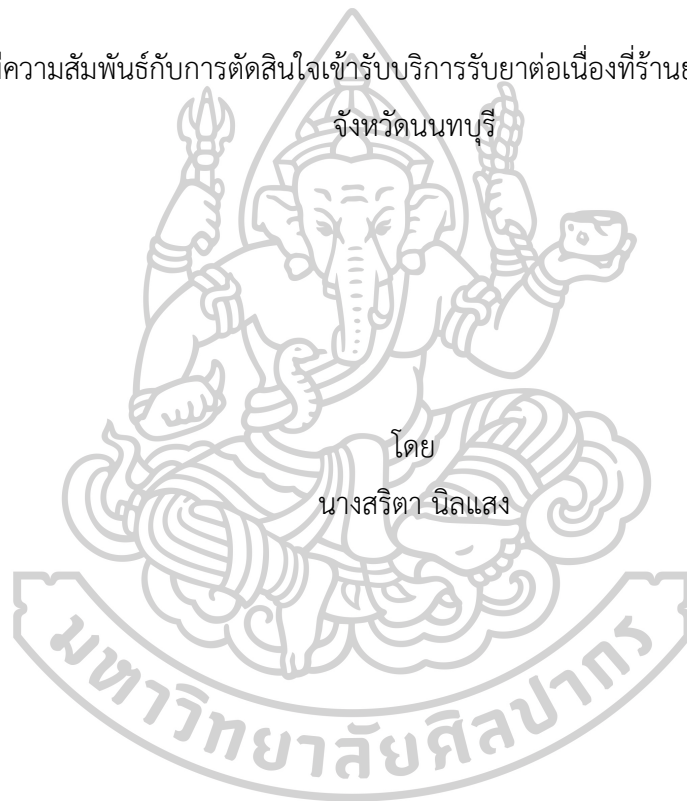 มีความสัมพันธ์กับการตัดสินใจเข้ารับบริการรับยาต่อเนื่องที่ร้าน
จังหวัดนนทบุรี
โดย
นางสริตา นิลแสง
มหาวิทยาลัยศิลปากร